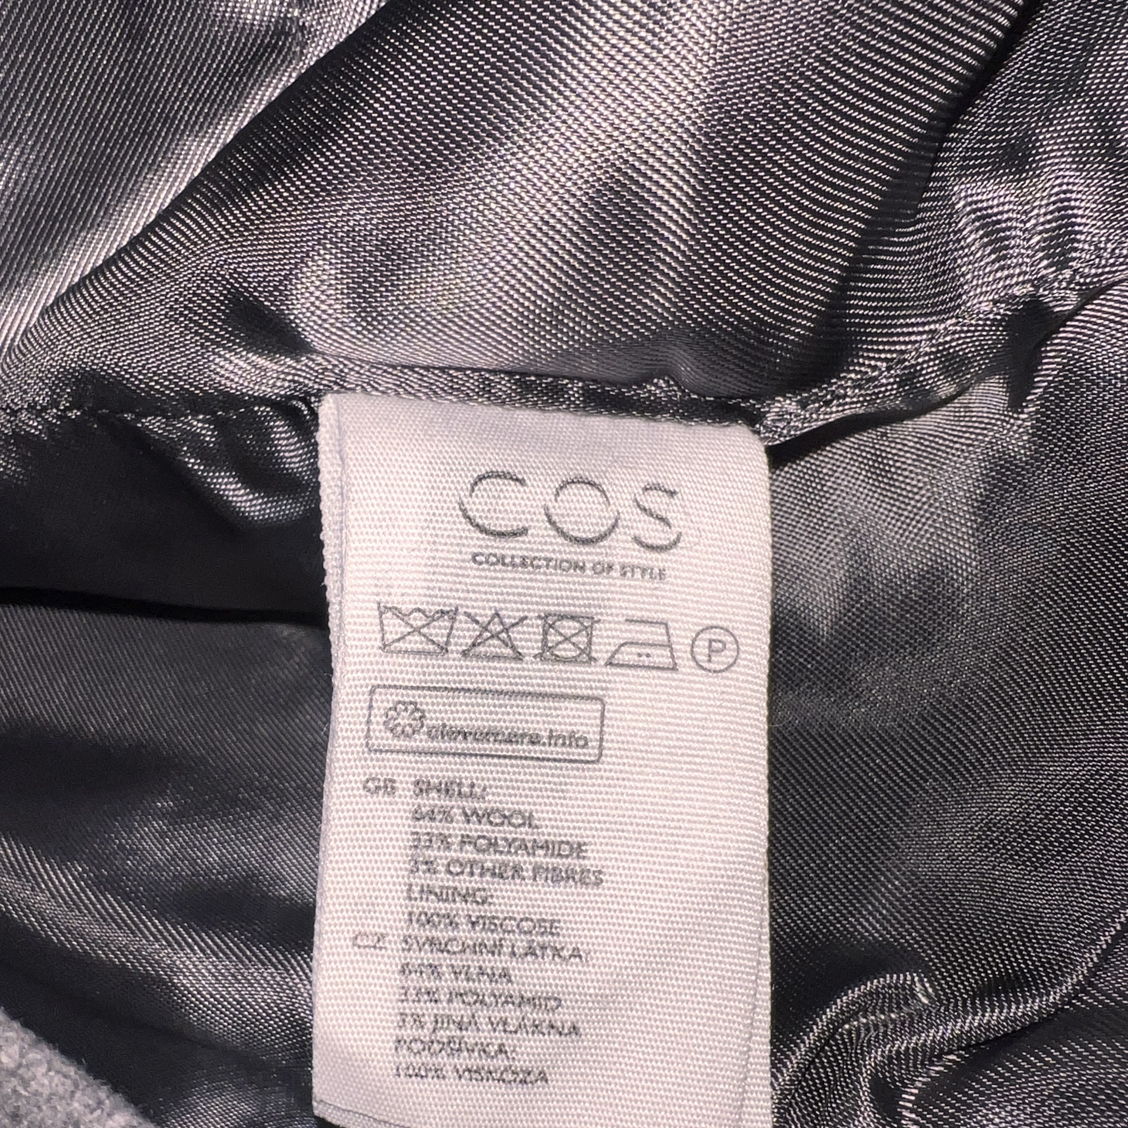 COS
COLLECTION OF STYLE
P
clevercare.info
GB SHELL:
64% WOOL
33% POLYAMIDE
3% OTHER FIBRES
LINING:
100% VISCOSE
CZ SVRCHNÍ LÁTKA:
64% VLNA
33% POLYAMID
3% JINÁ VLÁKNA
PODŠÍVKA:
100% VISKÓZA